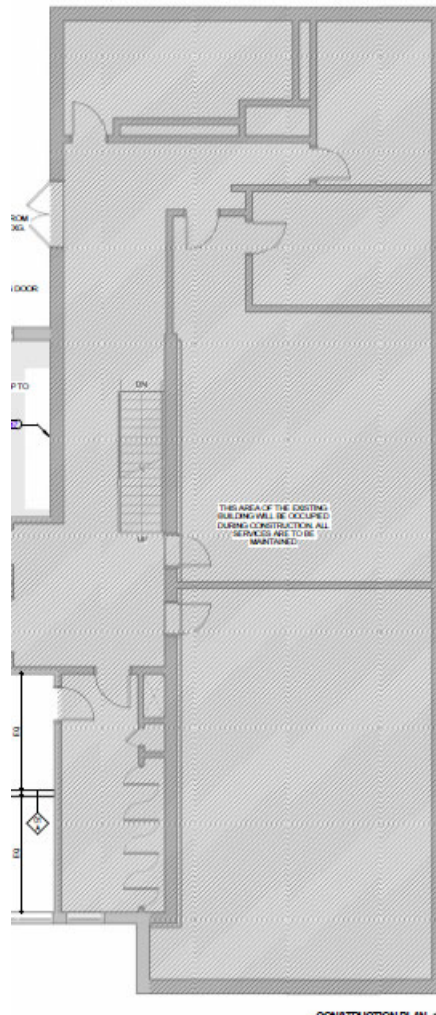 ROM
DG.
DOOR
P TO
DN
THIS AREA OF THE EXISTING
BUILDING WILL BE OCCUPIED
DURING CONSTRUCTION. ALL
SERVICES ARE TO BE
MAINTAINED
UP
EQ
EQ
CONSTRUCTION PLAN